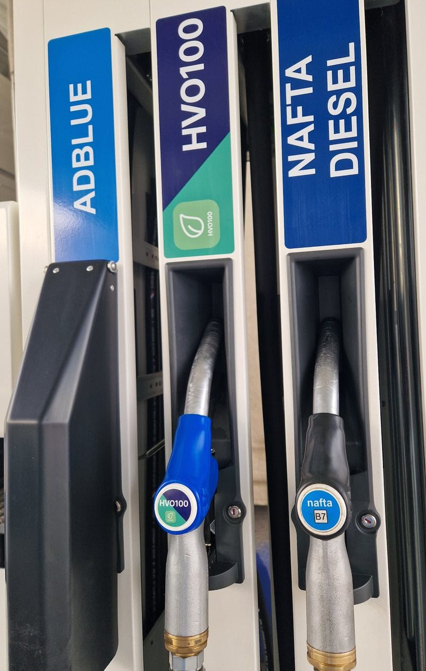 ADBLUE
HVO100
HVO100
NAFTA
DIESEL
HVO100
nafta
B7